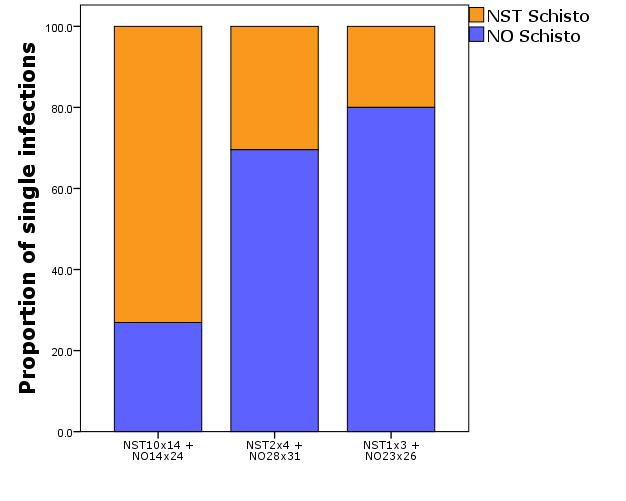 NST Schisto
NO Schisto
Proportion of single infections
100.0
80.0
60.0
40.0
20.0
0.0
NST10x14 +
NO14x24
NST2x4 +
NO28x31
NST1x3 +
NO23x26